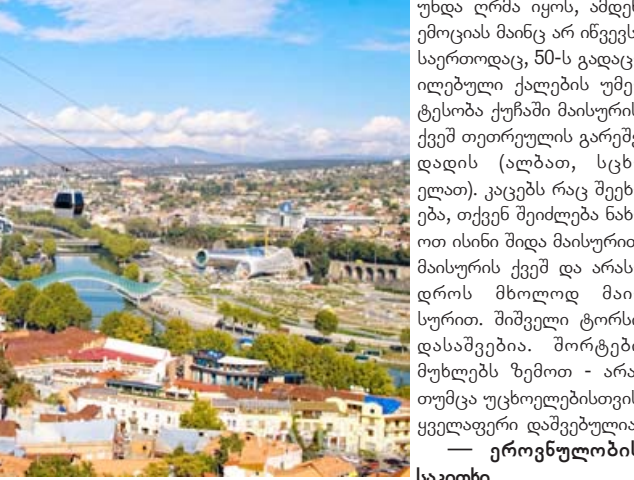 უნდა ღრმა იყოს, ამდენ
ემოციას მაინც არ იწვევს
საერთოდაც, 50-ს გადაც
ილებული ქალების უმე
ტესობა ქუჩაში მაისურის
ქვეშ თეთრეულის გარეშე
დადის (ალბათ, სცხ
ელათ). კაცებს რაც შეეხ
ება, თქვენ შეიძლება ნახ
ოთ ისინი შიდა მაისურით
მაისურის ქვეშ და არას
დროს მხოლოდ მაი
სურით. შიშველი ტორსი
დასაშვებია. შორტები
მუხლებს ზემოთ - არა
თუმცა უცხოელებისთვის
ყველაფერი დაშვებულია
— ეროვნულობის
საკითხი